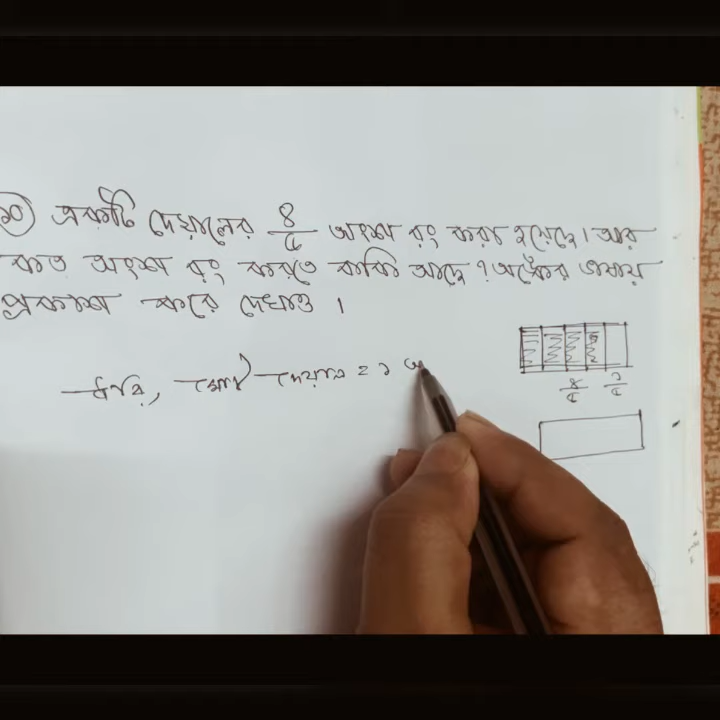 ১০) একটি দেয়ালের ৪/৫ অংশ রং করা হয়েছে। আর
কত অংশ রং করতে বাকি আছে? অঙ্কের ভাষায়
প্রকাশ করে দেখাও।
ধরি, মোট দেয়াল = ১ অ
৪/৫ ১/৫